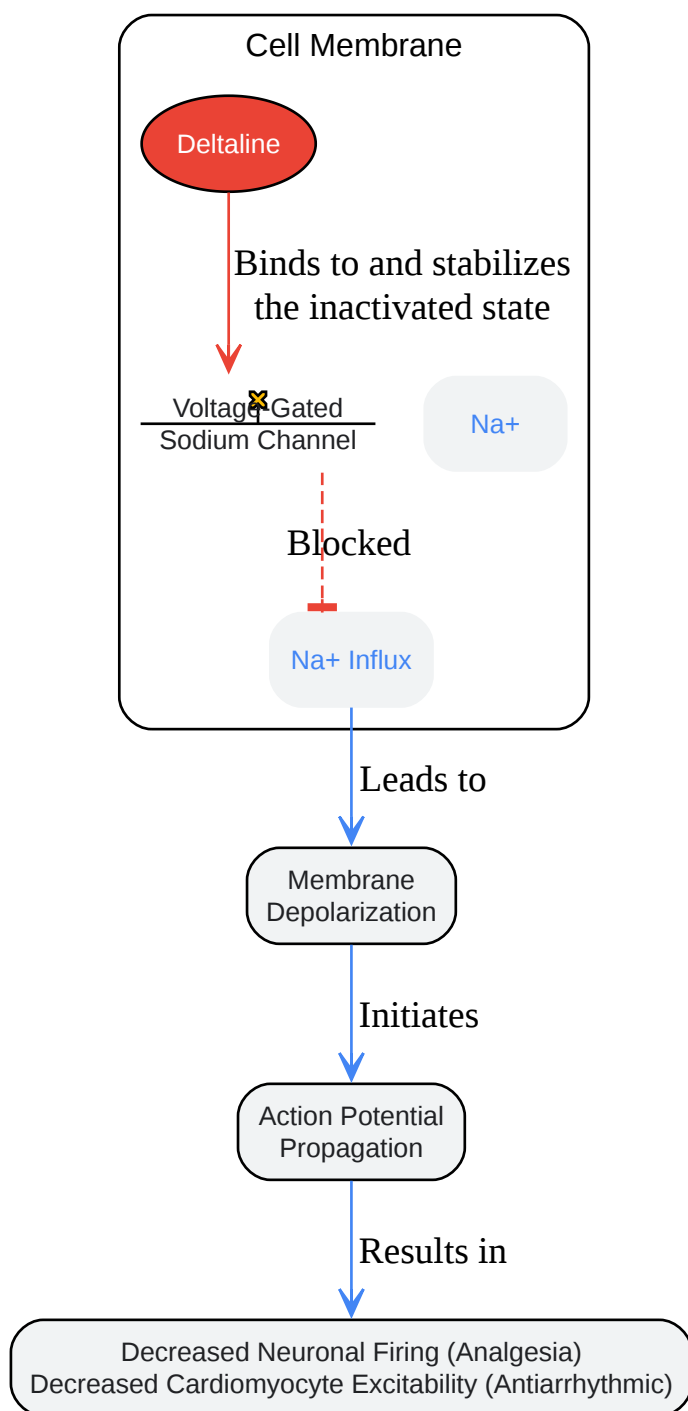 Cell Membrane
Deltaline
Binds to and stabilizes
the inactivated state
Voltage-Gated
Sodium Channel
Na+
Blocked
Na+ Influx
Leads to
Membrane
Depolarization
Initiates
Action Potential
Propagation
Results in
Decreased Neuronal Firing (Analgesia)
Decreased Cardiomyocyte Excitability (Antiarrhythmic)